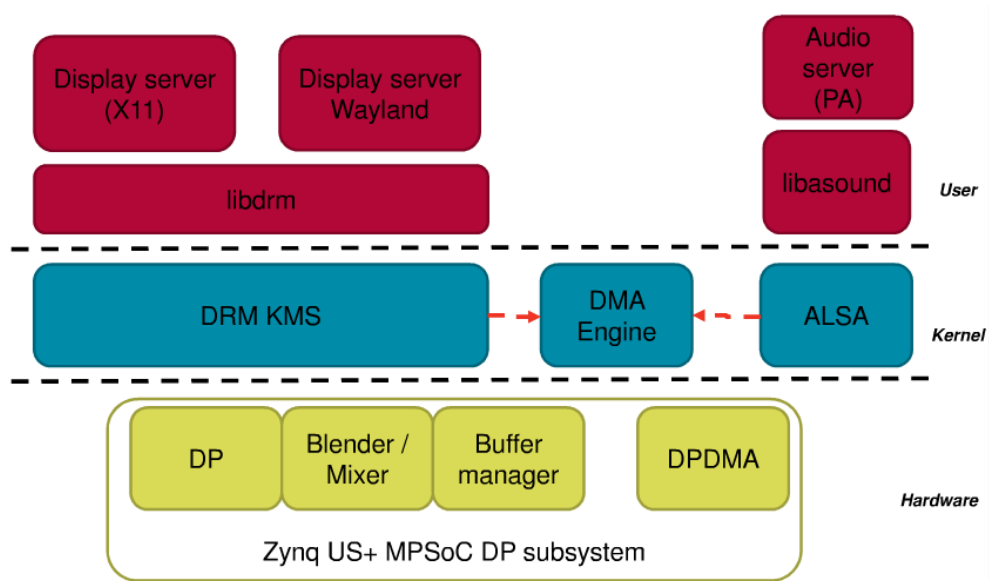 Display server
(X11)
Display server
Wayland
Audio
server
(PA)
libdrm
libasound
User
DRM KMS
DMA
Engine
ALSA
Kernel
DP
Blender /
Mixer
Buffer
manager
DPDMA
Hardware
Zynq US+ MPSoC DP subsystem